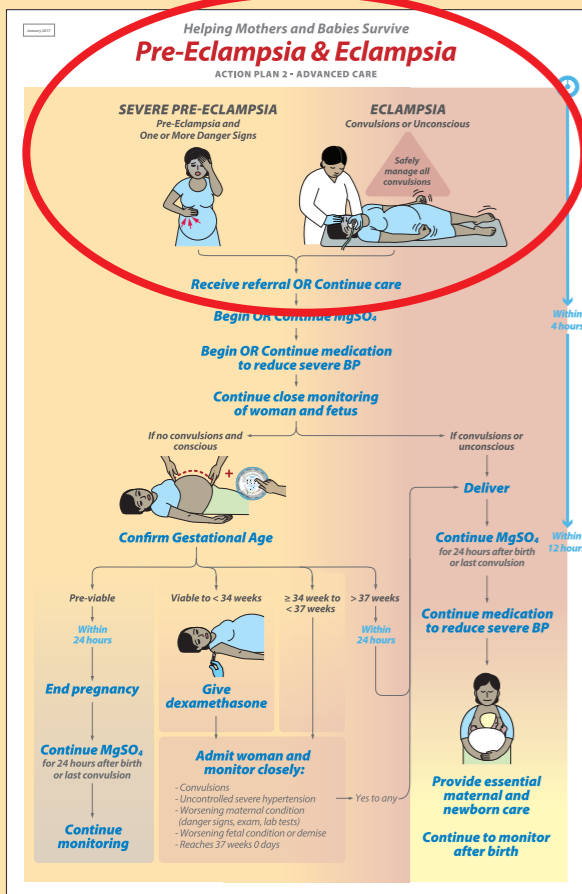 January 2017
Helping Mothers and Babies Survive
Pre-Eclampsia & Eclampsia
ACTION PLAN 2 - ADVANCED CARE
SEVERE PRE-ECLAMPSIA
Pre-Eclampsia and
One or More Danger Signs
ECLAMPSIA
Convulsions or Unconscious
Safely
manage all
convulsions
Receive referral OR Continue care
Begin OR Continue MgSO₄
Within
4 hours
Begin OR Continue medication
to reduce severe BP
Continue close monitoring
of woman and fetus
If no convulsions and
conscious
If convulsions or
unconscious
+
Confirm Gestational Age
Deliver
Continue MgSO₄
for 24 hours after birth
or last convulsion
Within
12 hours
Continue medication
to reduce severe BP
Pre-viable
Within
24 hours
End pregnancy
Continue MgSO₄
for 24 hours after birth
or last convulsion
Continue
monitoring
Viable to < 34 weeks
Give
dexamethasone
≥ 34 week to
< 37 weeks
> 37 weeks
Within
24 hours
Admit woman and
monitor closely:
- Convulsions
- Uncontrolled severe hypertension
- Worsening maternal condition
(danger signs, exam, lab tests)
- Worsening fetal condition or demise
- Reaches 37 weeks 0 days
Yes to any
Provide essential
maternal and
newborn care
Continue to monitor
after birth